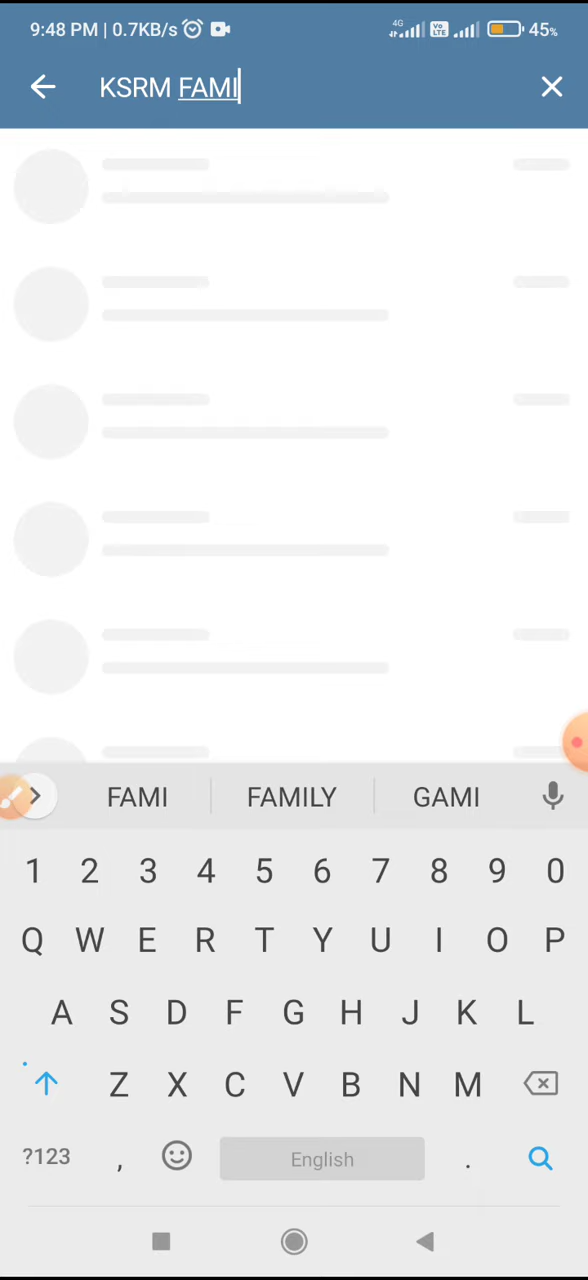 9:48 PM | 0.7KB/s 4G Vo LTE 45%
KSRM FAMI
FAMI FAMILY GAMI
1 2 3 4 5 6 7 8 9 0
Q W E R T Y U I O P
A S D F G H J K L
Z X C V B N M
?123 , English .